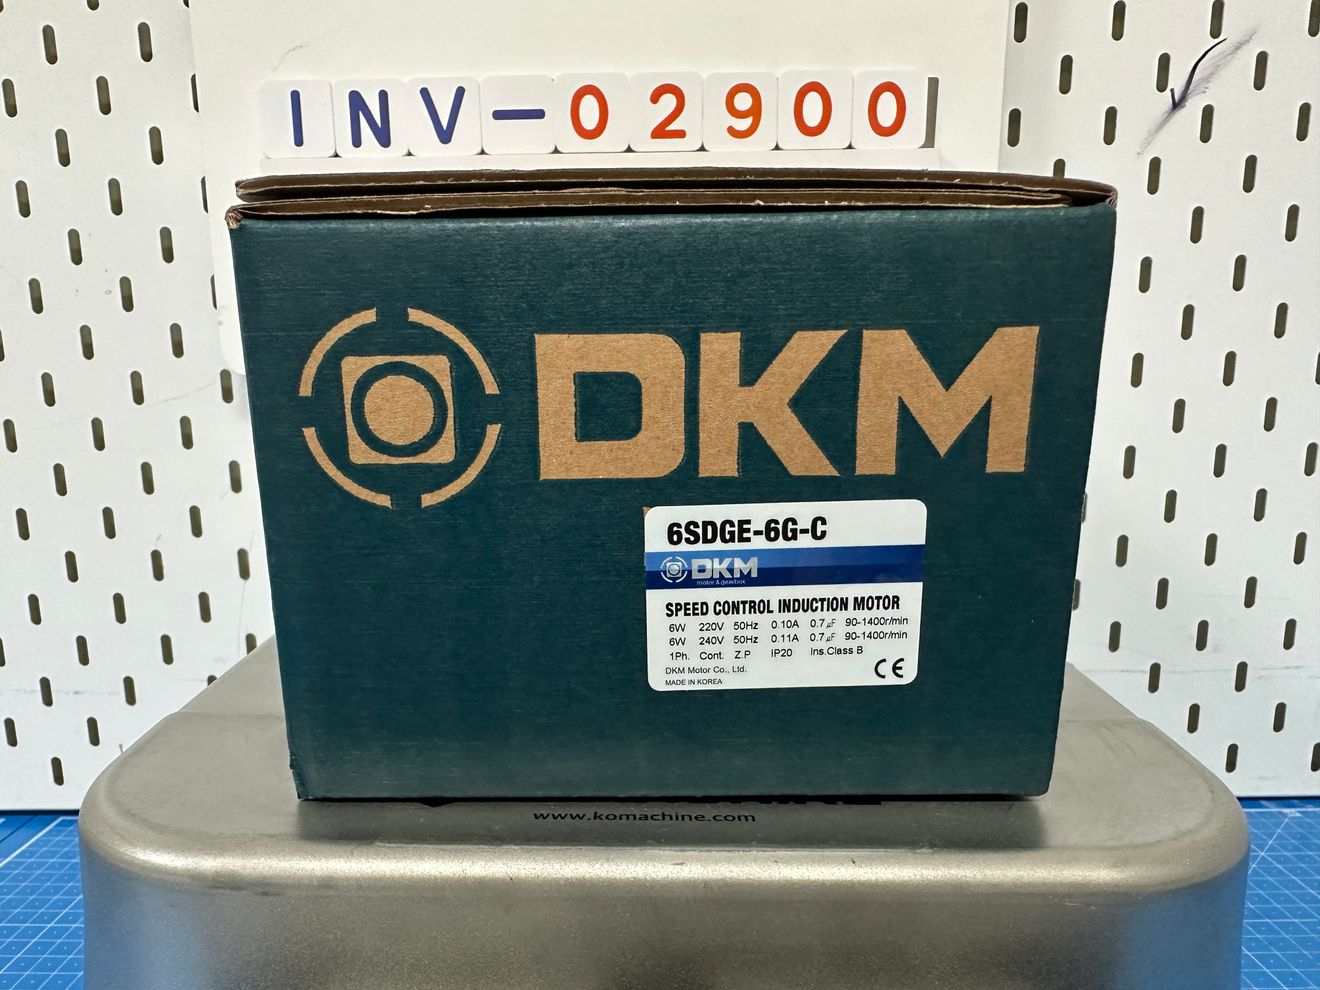 INV-02900
DKM
6SDGE-6G-C
DKM
motor & gearbox
SPEED CONTROL INDUCTION MOTOR
6W 220V 50Hz 0.10A 0.7㎌ 90-1400r/min
6W 240V 50Hz 0.11A 0.7㎌ 90-1400r/min
1Ph. Cont. Z.P IP20 Ins.Class B
DKM Motor Co., Ltd.
MADE IN KOREA
CE
www.komachine.com